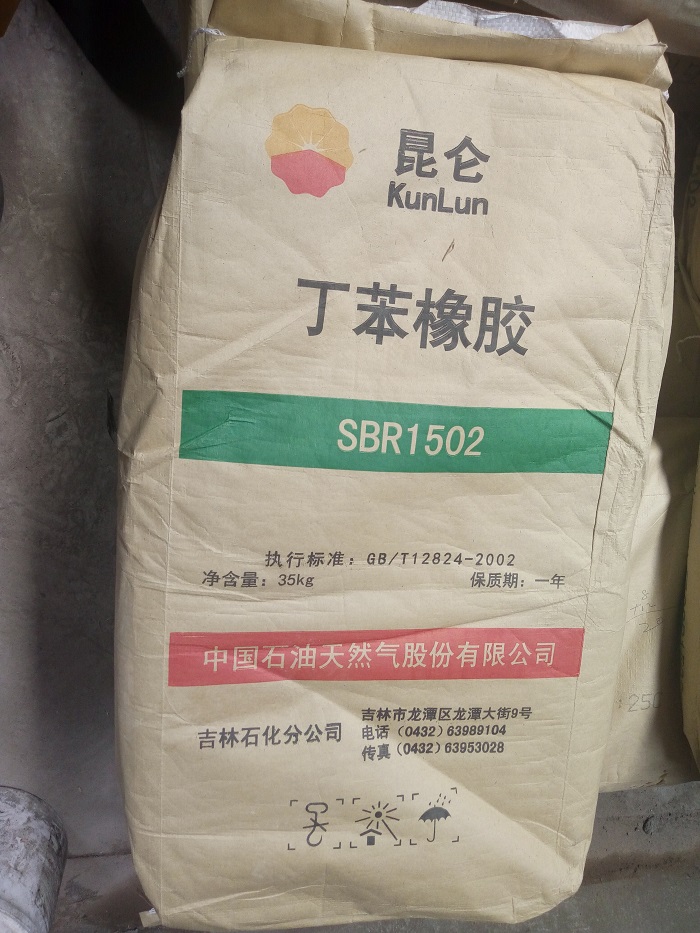 昆仑
KunLun
丁苯橡胶
SBR1502
执行标准：GB/T12824-2002
净含量：35kg 保质期：一年
中国石油天然气股份有限公司
吉林石化分公司
吉林市龙潭区龙潭大街9号
电话（0432）63989104
传真（0432）63953028
250